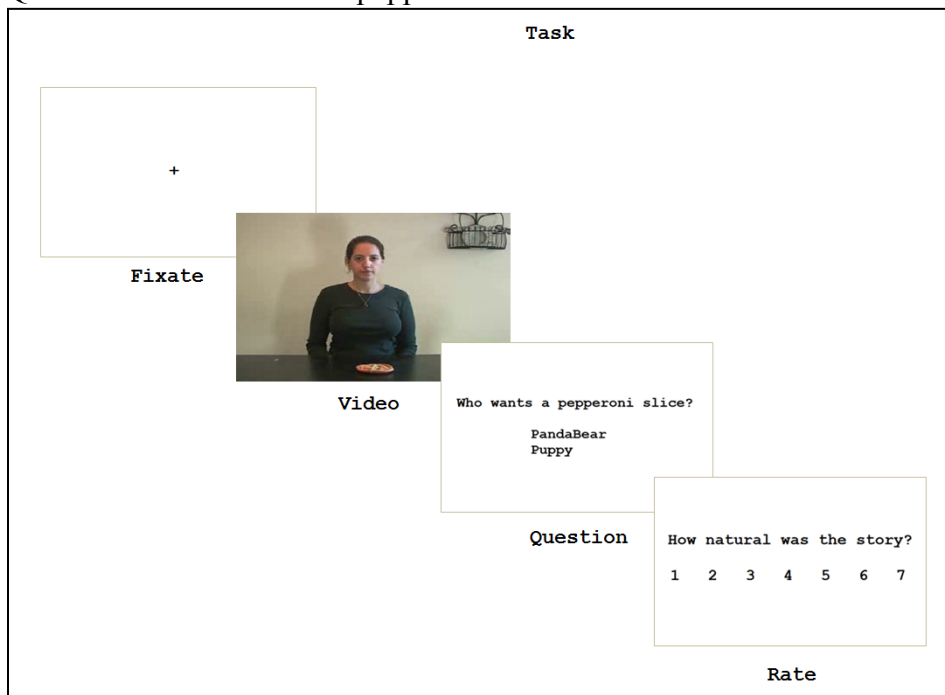 Task
+
Fixate
Video
Who wants a pepperoni slice?
PandaBear
Puppy
Question
How natural was the story?
1 2 3 4 5 6 7
Rate